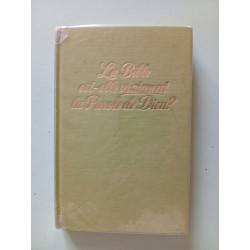 La Bible
est-elle vraiment
la Parole de Dieu?